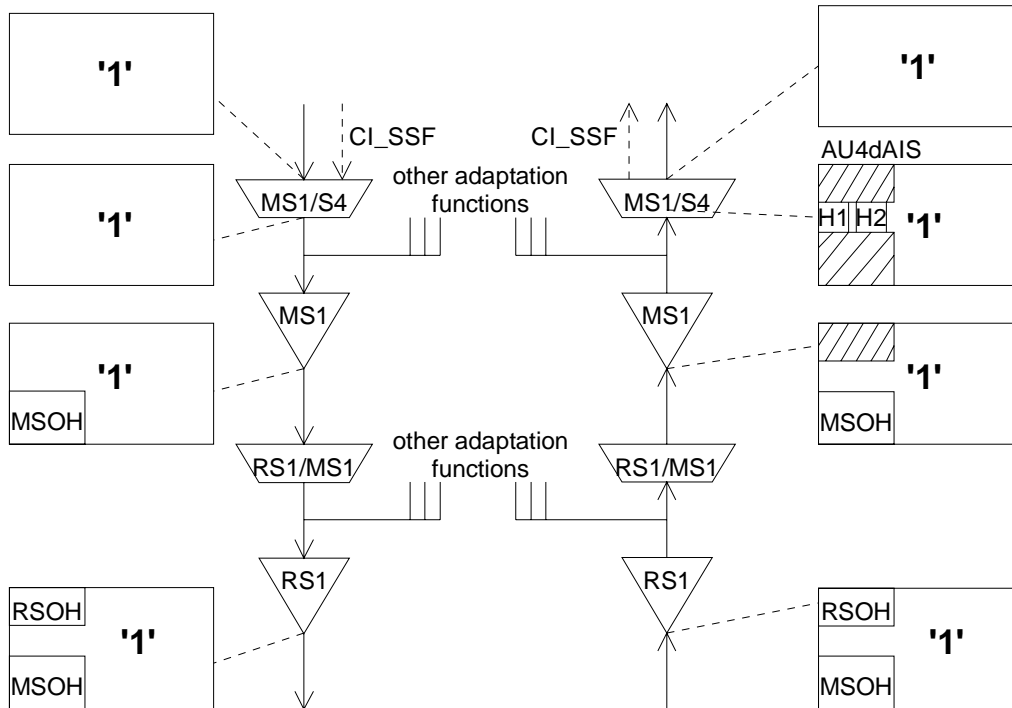 '1'
'1'
CI_SSF
CI_SSF
AU4dAIS
'1'
MS1/S4
other adaptation
functions
MS1/S4
H1
H2
'1'
MS1
MS1
'1'
MSOH
'1'
MSOH
RS1/MS1
other adaptation
functions
RS1/MS1
RS1
RS1
RSOH
'1'
MSOH
RSOH
'1'
MSOH